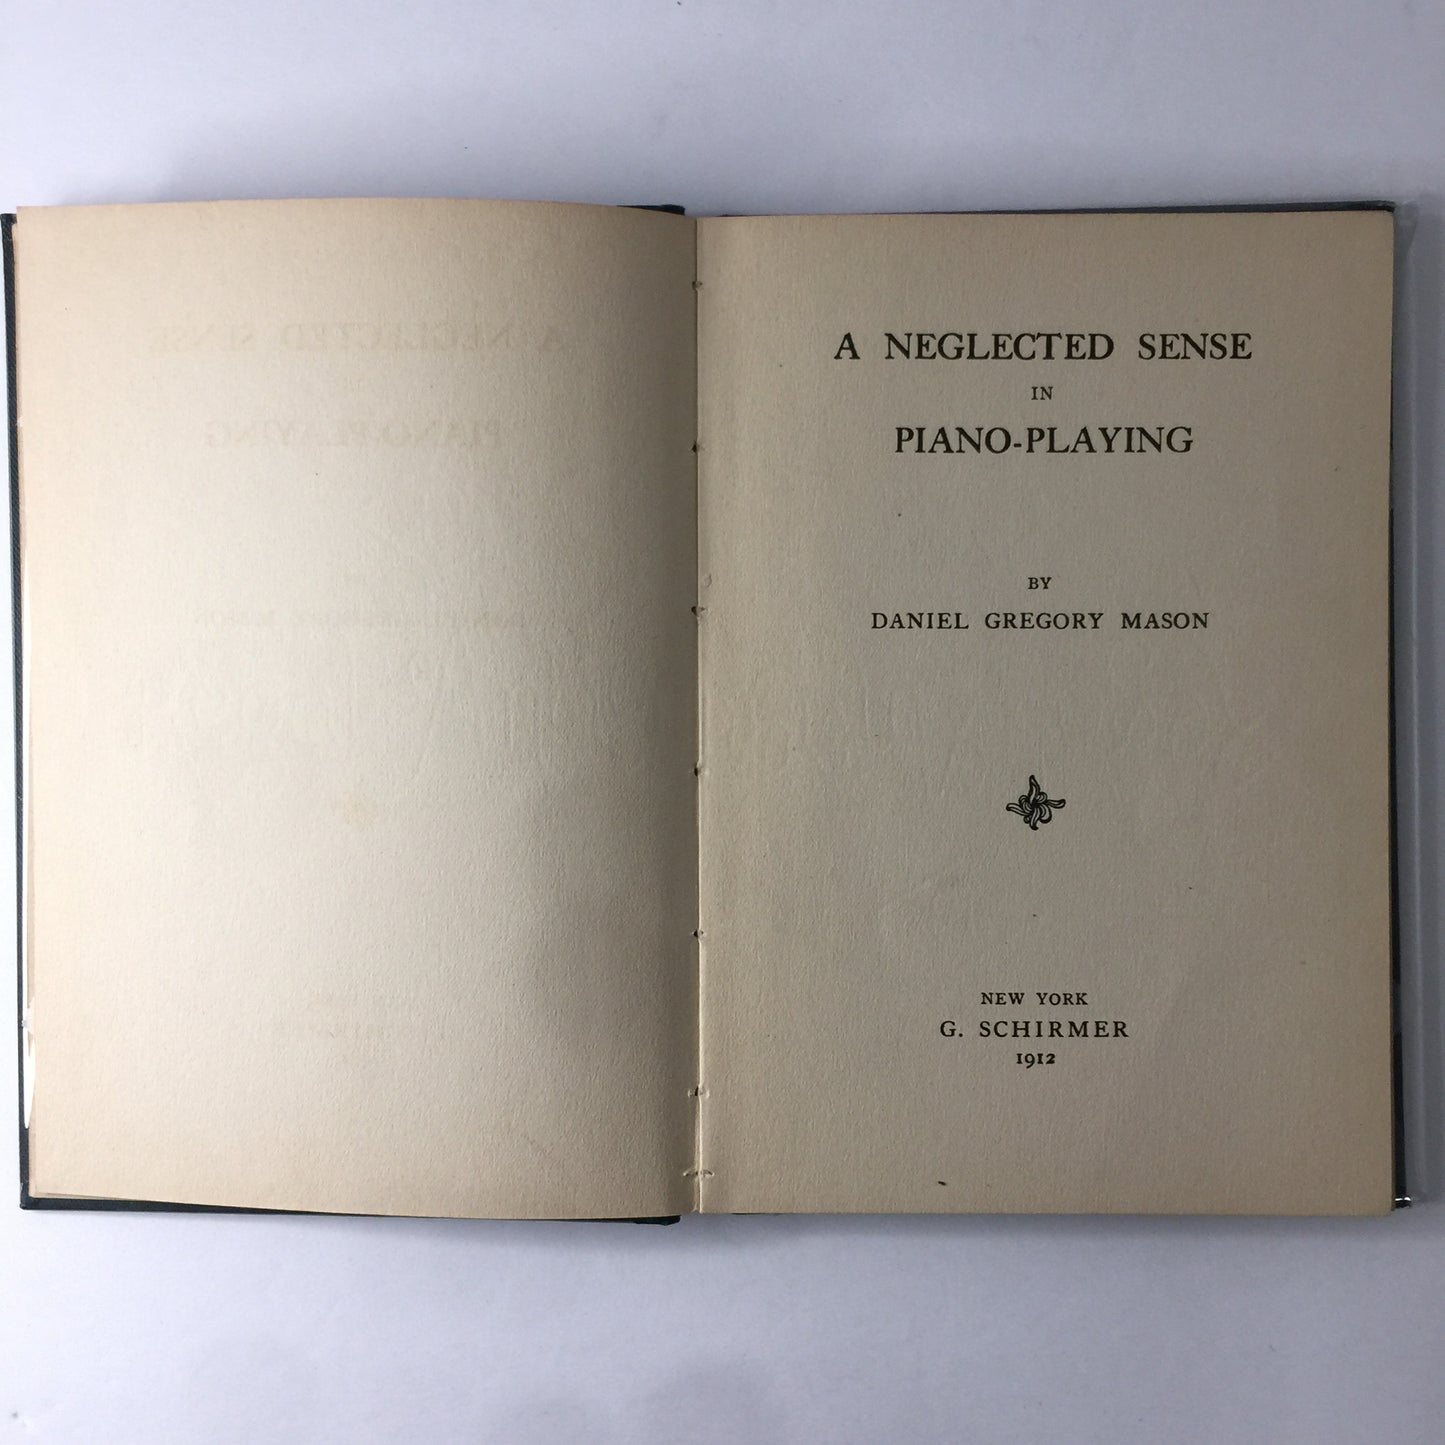 A NEGLECTED SENSE
IN
PIANO-PLAYING
BY
DANIEL GREGORY MASON
NEW YORK
G. SCHIRMER
1912